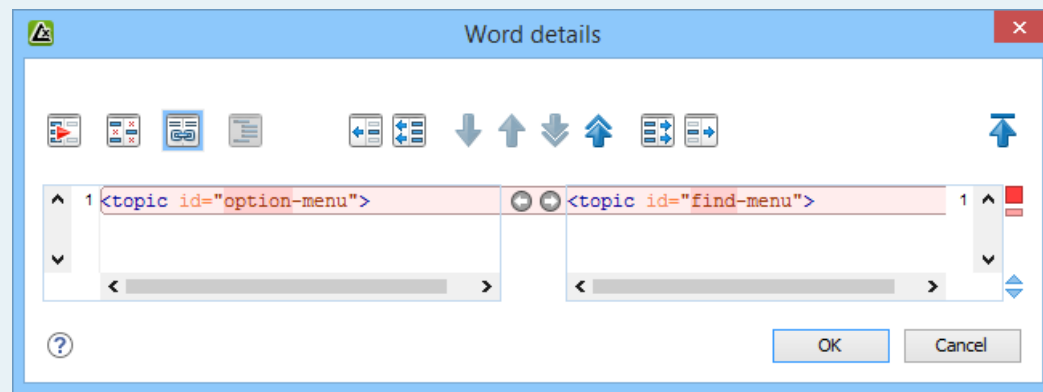 Word details
1 <topic id="option-menu"> <topic id="find-menu"> 1
? OK Cancel